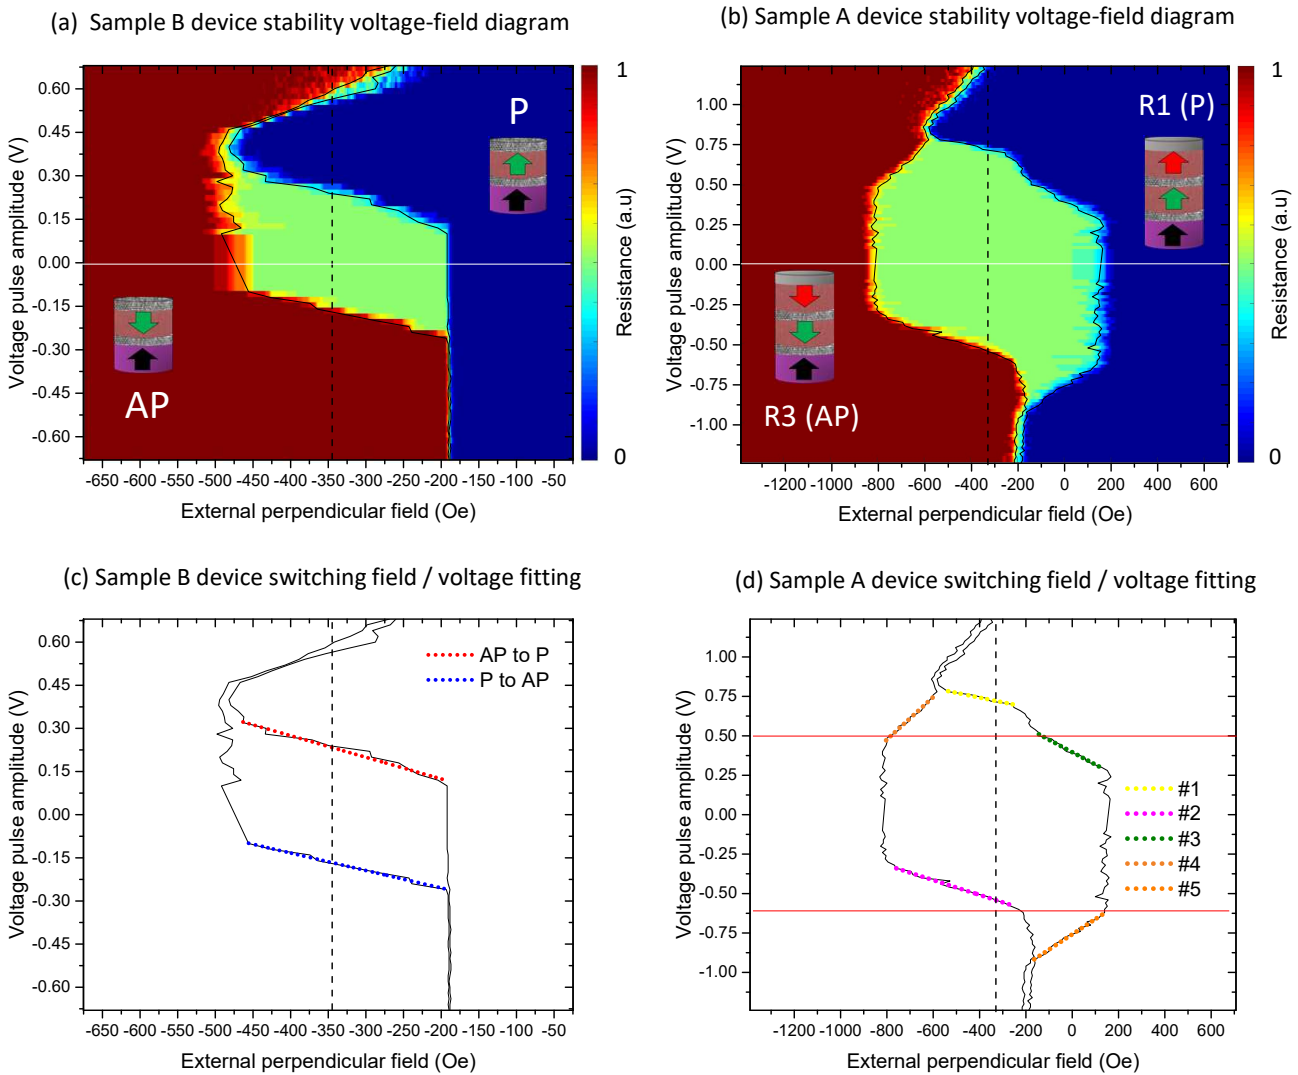 (a) Sample B device stability voltage-field diagram
Voltage pulse amplitude (V)
0.60
0.45
0.30
0.15
0.00
-0.15
-0.30
-0.45
-0.60
P
AP
-650 -600 -550 -500 -450 -400 -350 -300 -250 -200 -150 -100 -50
External perpendicular field (Oe)
1
Resistance (a.u)
0
(b) Sample A device stability voltage-field diagram
Voltage pulse amplitude (V)
1.00
0.75
0.50
0.25
0.00
-0.25
-0.50
-0.75
-1.00
R1 (P)
R3 (AP)
-1200 -1000 -800 -600 -400 -200 0 200 400 600
External perpendicular field (Oe)
1
Resistance (a.u)
0
(c) Sample B device switching field / voltage fitting
Voltage pulse amplitude (V)
0.60
0.45
0.30
0.15
0.00
-0.15
-0.30
-0.45
-0.60
AP to P
P to AP
-650 -600 -550 -500 -450 -400 -350 -300 -250 -200 -150 -100 -50
External perpendicular field (Oe)
(d) Sample A device switching field / voltage fitting
Voltage pulse amplitude (V)
1.00
0.75
0.50
0.25
0.00
-0.25
-0.50
-0.75
-1.00
#1
#2
#3
#4
#5
-1200 -1000 -800 -600 -400 -200 0 200 400 600
External perpendicular field (Oe)